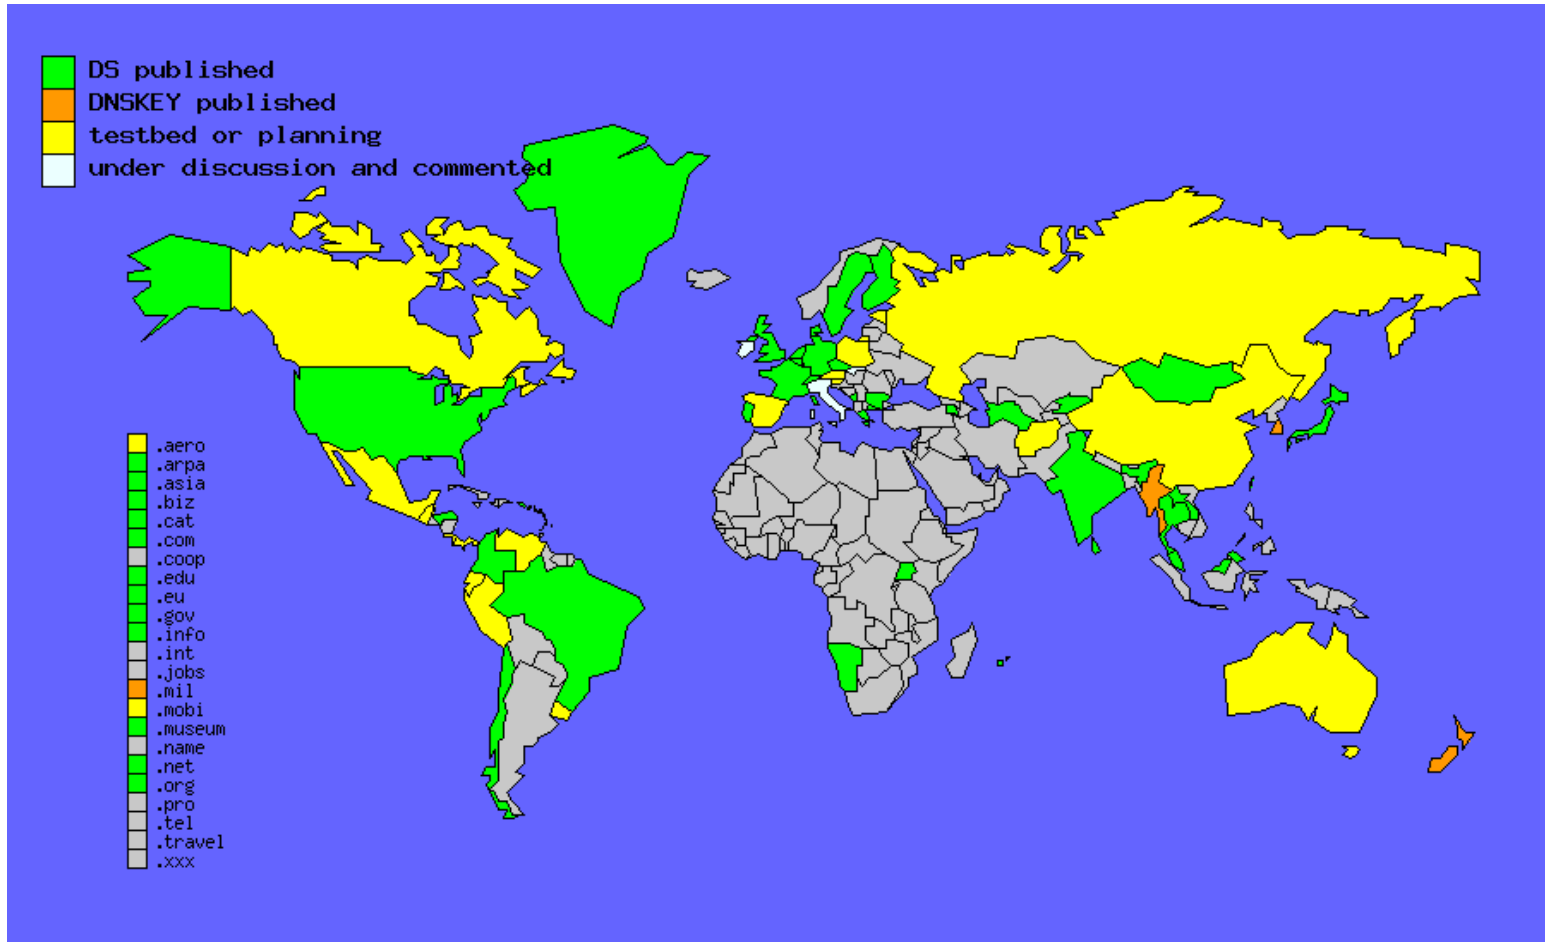 DS published
DNSKEY published
testbed or planning
under discussion and commented
.aero
.arpa
.asia
.biz
.cat
.com
.coop
.edu
.eu
.gov
.info
.int
.jobs
.mil
.mobi
.museum
.name
.net
.org
.pro
.tel
.travel
.xxx